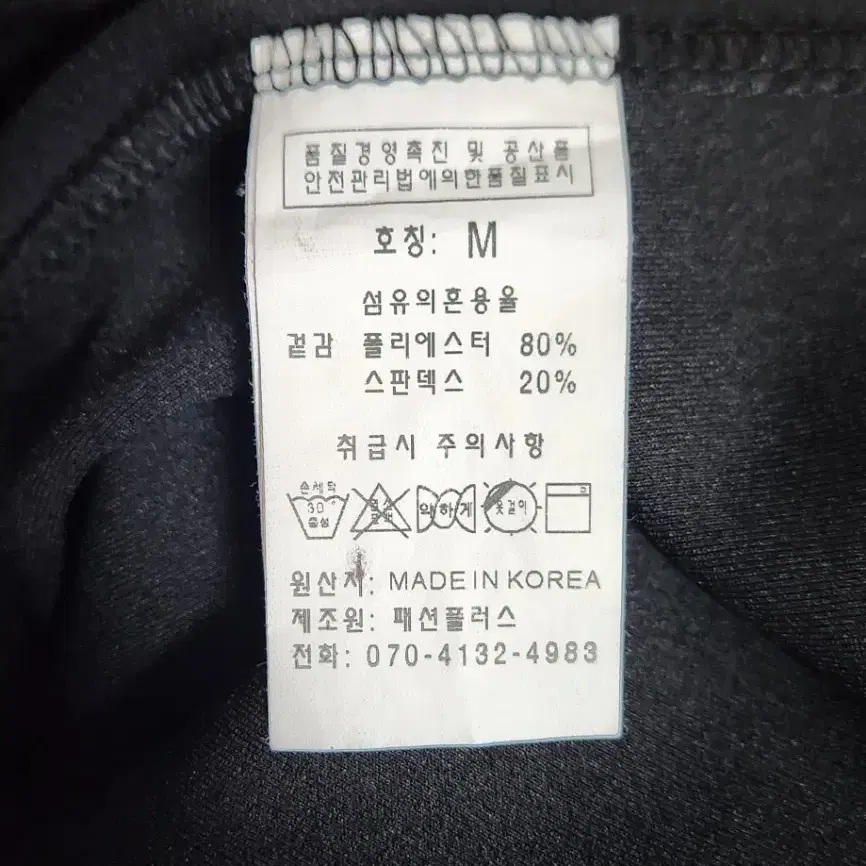 품질경영촉진 및 공산품
안전관리법에의한품질표시
호칭: M
섬유의혼용율
겉감 폴리에스터 80%
스판덱스 20%
취급시 주의사항
손세탁
30°
중성
염소
표백
약하게
옷걸이
원산지: MADE IN KOREA
제조원: 패션플러스
전화: 070-4132-4983